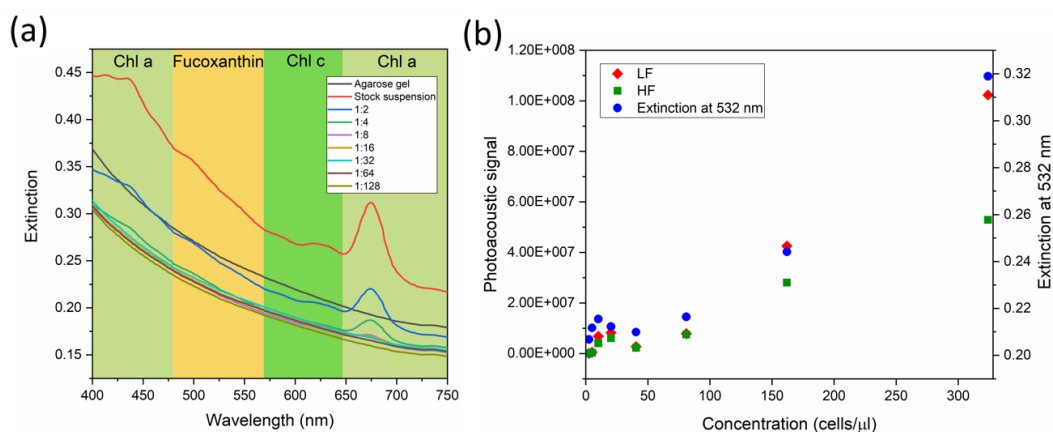 (a)
Chl a Fucoxanthin Chl c Chl a
Agarose gel
Stock suspension
1:2
1:4
1:8
1:16
1:32
1:64
1:128
0.45
0.40
0.35
0.30
0.25
0.20
0.15
Extinction
400 450 500 550 600 650 700 750
Wavelength (nm)
(b)
LF
HF
Extinction at 532 nm
1.20E+008
1.00E+008
8.00E+007
6.00E+007
4.00E+007
2.00E+007
0.00E+000
Photoacoustic signal
0.32
0.30
0.28
0.26
0.24
0.22
0.20
Extinction at 532 nm
0 50 100 150 200 250 300
Concentration (cells/μl)